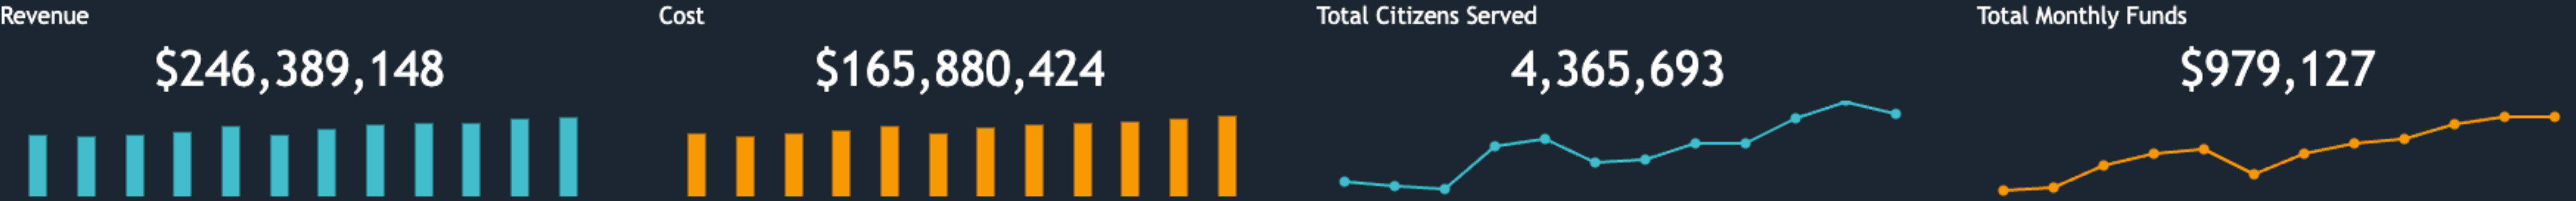 Revenue
$246,389,148
Cost
$165,880,424
Total Citizens Served
4,365,693
Total Monthly Funds
$979,127